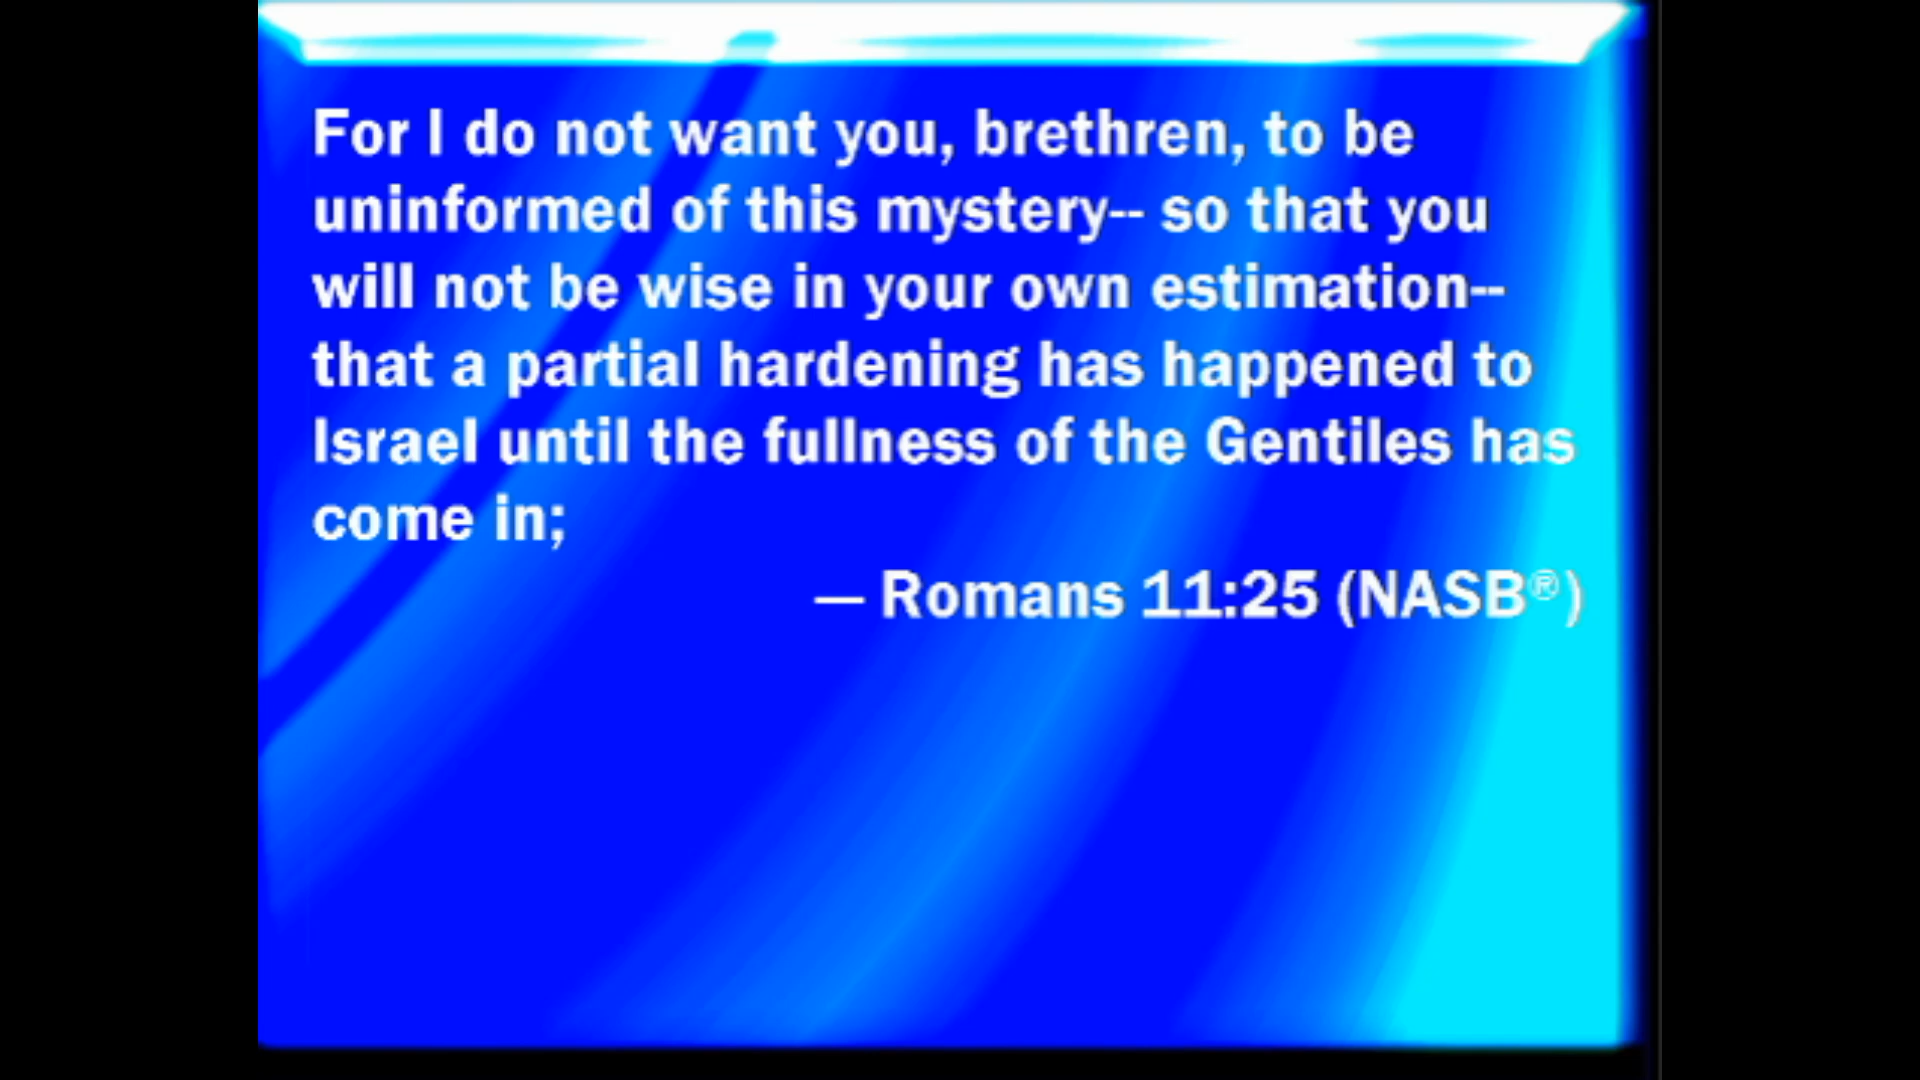 For I do not want you, brethren, to be
uninformed of this mystery-- so that you
will not be wise in your own estimation--
that a partial hardening has happened to
Israel until the fullness of the Gentiles has
come in;
— Romans 11:25 (NASB®)